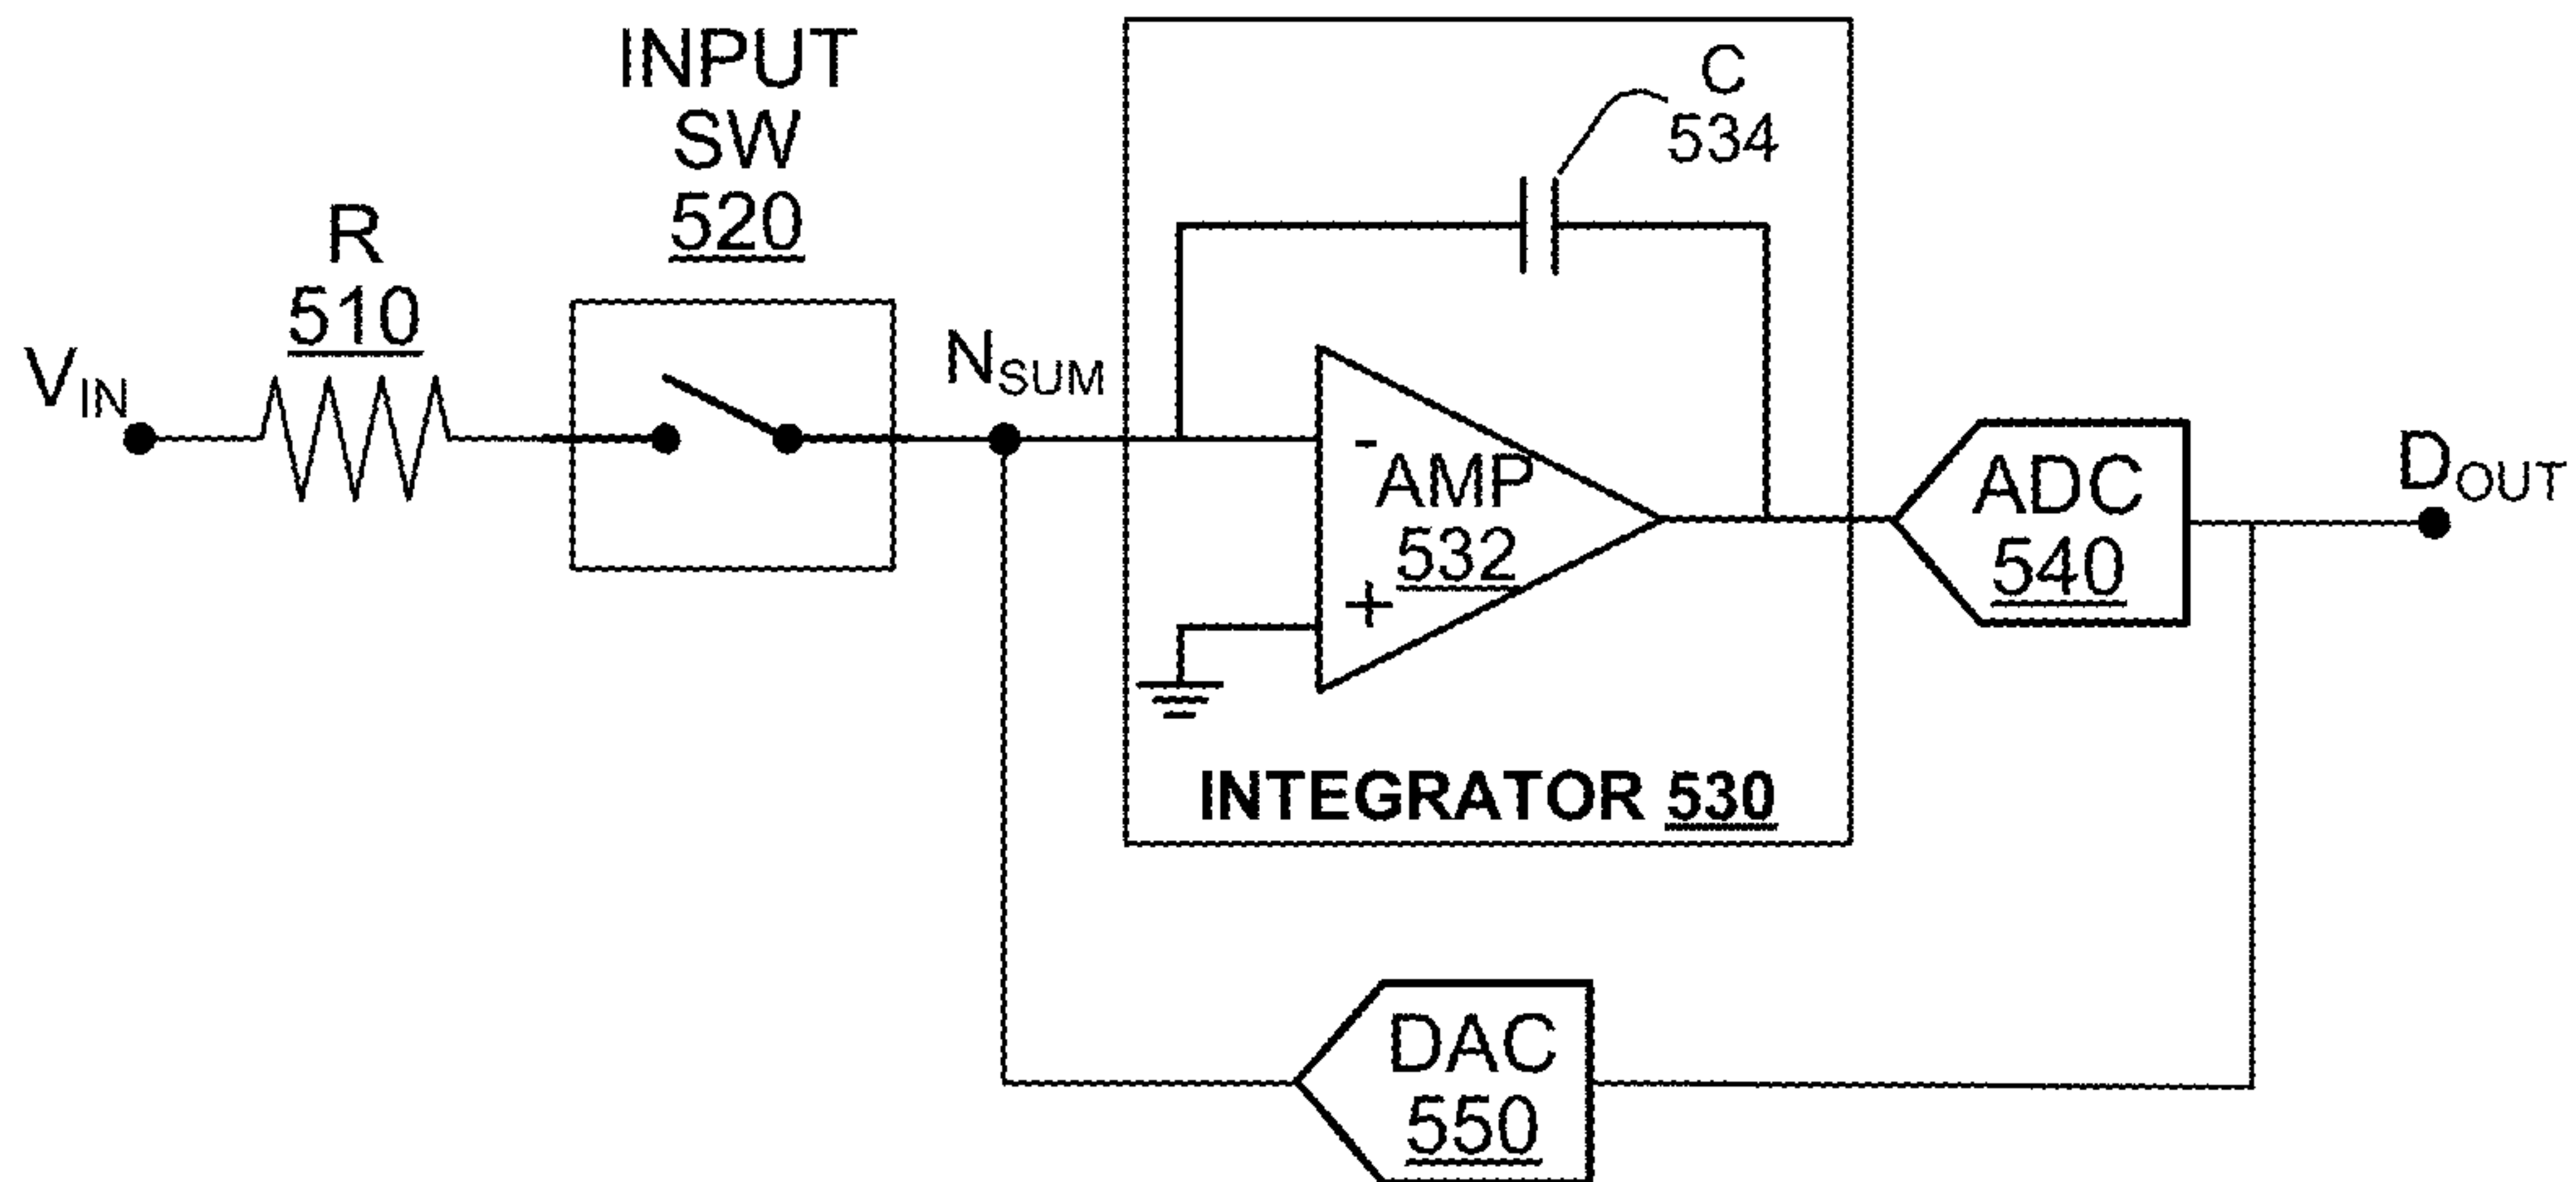 INPUT
SW
520
R
510
V_IN
N_SUM
C
534
-
AMP
532
+
INTEGRATOR 530
ADC
540
D_OUT
DAC
550